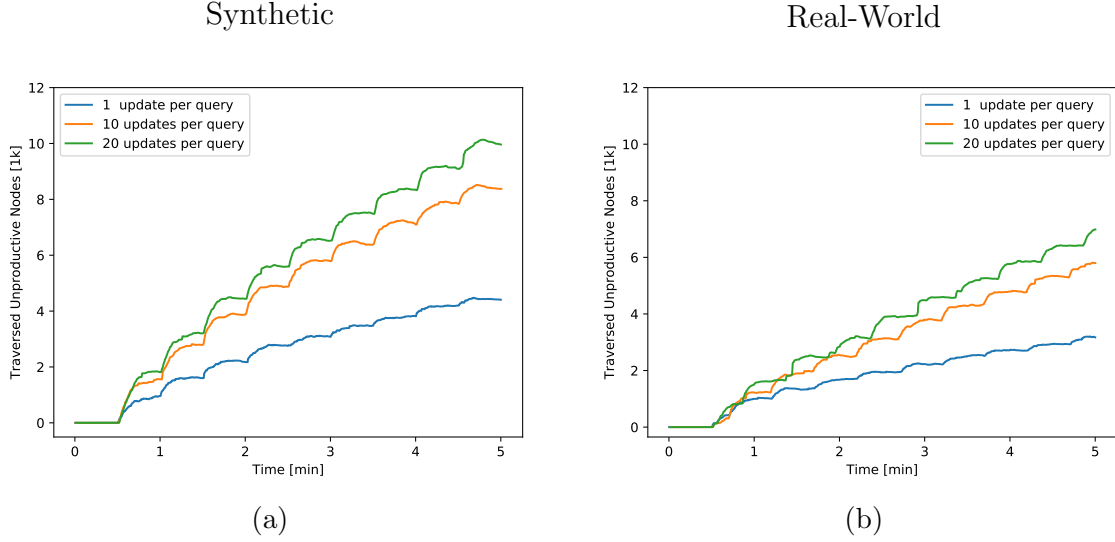 Synthetic
Real-World
12
10
8
6
4
2
0
Traversed Unproductive Nodes [1k]
1  update per query
10 updates per query
20 updates per query
0 1 2 3 4 5
Time [min]
(a)
12
10
8
6
4
2
0
Traversed Unproductive Nodes [1k]
1  update per query
10 updates per query
20 updates per query
0 1 2 3 4 5
Time [min]
(b)